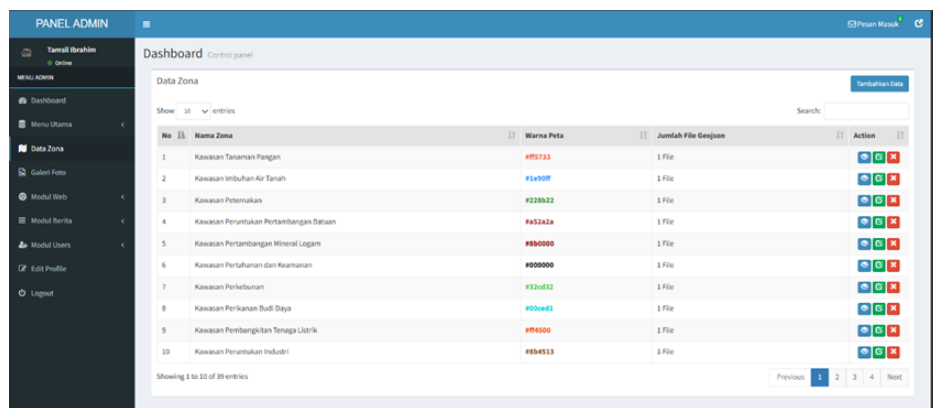 PANEL ADMIN
Pesan Masuk
Tamsil Ibrahim
Online
MENU ADMIN
Dashboard
Menu Utama
Data Zona
Galeri Foto
Modul Web
Modul Berita
Modul Users
Edit Profile
Logout
Dashboard Control panel
Data Zona
Tambahkan Data
Show 10 entries
Search:
No Nama Zona Warna Peta Jumlah File Geojson Action
1 Kawasan Tanaman Pangan #ff5733 1 File
2 Kawasan Imbuhan Air Tanah #1e90ff 1 File
3 Kawasan Peternakan #228b22 1 File
4 Kawasan Peruntukan Pertambangan Batuan #a52a2a 1 File
5 Kawasan Pertambangan Mineral Logam #8b0000 1 File
6 Kawasan Pertahanan dan Keamanan #000000 1 File
7 Kawasan Perkebunan #32cd32 1 File
8 Kawasan Perikanan Budi Daya #00ced1 1 File
9 Kawasan Pembangkitan Tenaga Listrik #ff4500 1 File
10 Kawasan Peruntukan Industri #8b4513 1 File
Showing 1 to 10 of 39 entries
Previous 1 2 3 4 Next